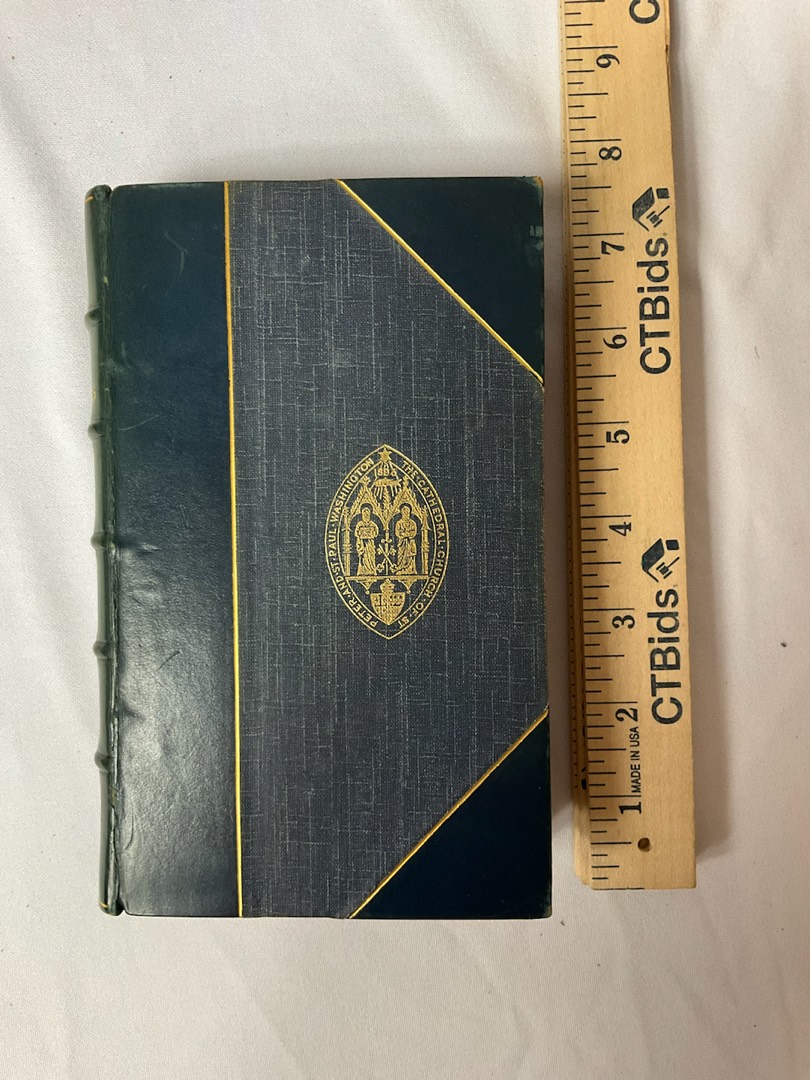 THE·CATHEDRAL·CHURCH·OF·ST
PETER·AND·ST·PAUL·WASHINGTON
9
8
7
6
5
4
3
2
1
MADE IN USA
CTBids
CTBids
C